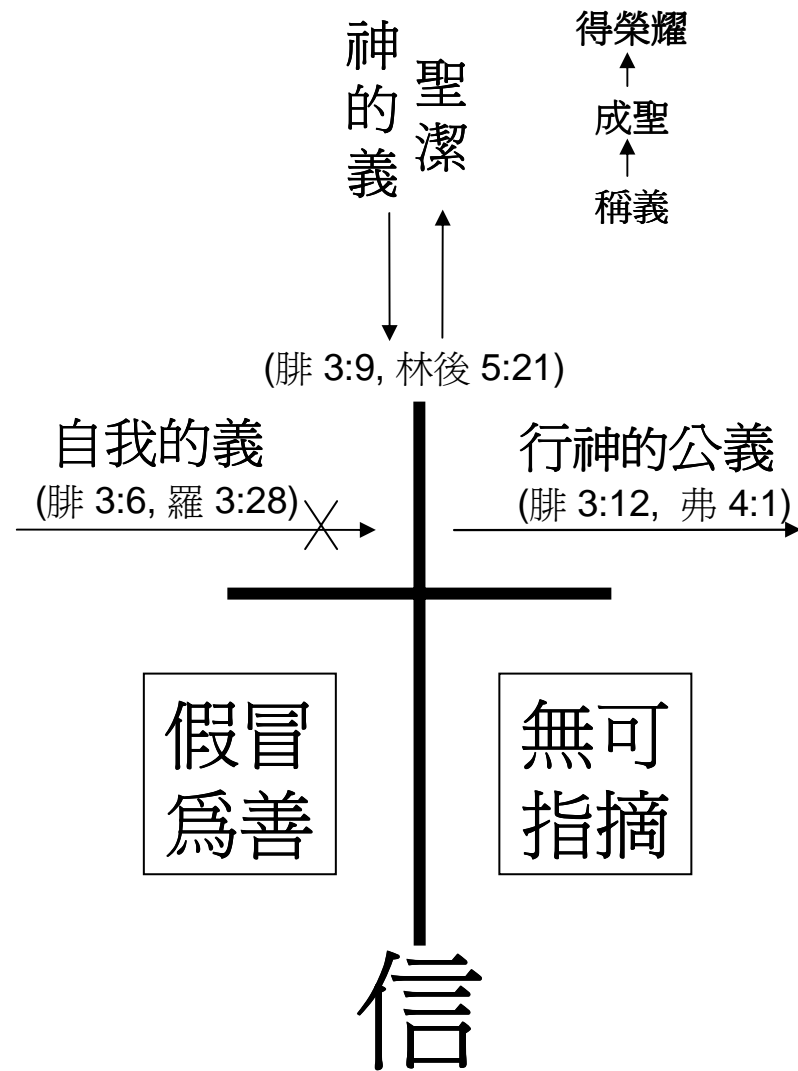 神的義
聖潔
得榮耀
成聖
稱義
(腓 3:9, 林後 5:21)
自我的義
(腓 3:6, 羅 3:28)
行神的公義
(腓 3:12, 弗 4:1)
假冒
爲善
無可
指摘
信